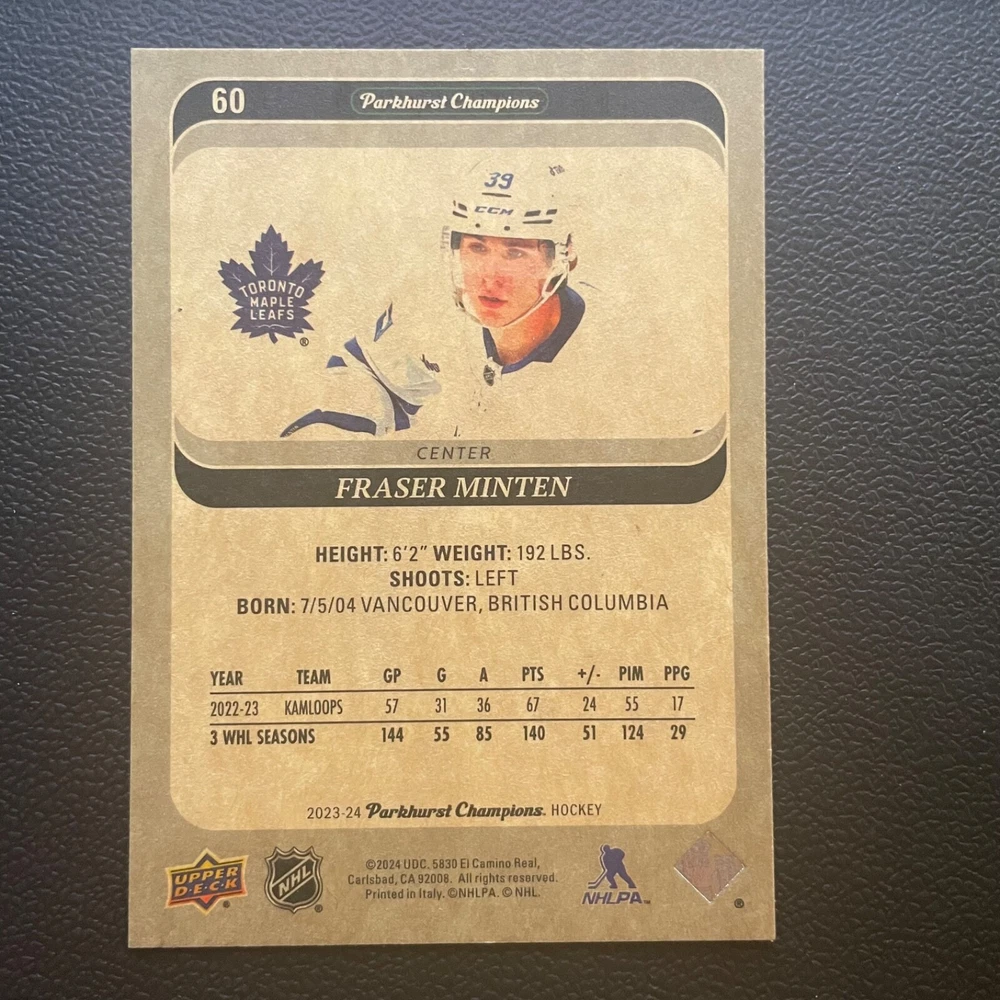 60 Parkhurst Champions
39
CCM
TORONTO
MAPLE
LEAFS
®
CENTER
FRASER MINTEN
HEIGHT: 6'2" WEIGHT: 192 LBS.
SHOOTS: LEFT
BORN: 7/5/04 VANCOUVER, BRITISH COLUMBIA
YEAR TEAM GP G A PTS +/- PIM PPG
2022-23 KAMLOOPS 57 31 36 67 24 55 17
3 WHL SEASONS 144 55 85 140 51 124 29
2023-24 Parkhurst Champions. HOCKEY
UPPER
DECK
®
NHL
®
©2024 UDC. 5830 El Camino Real,
Carlsbad, CA 92008. All rights reserved.
Printed in Italy. ©NHLPA. © NHL.
NHLPA™
®